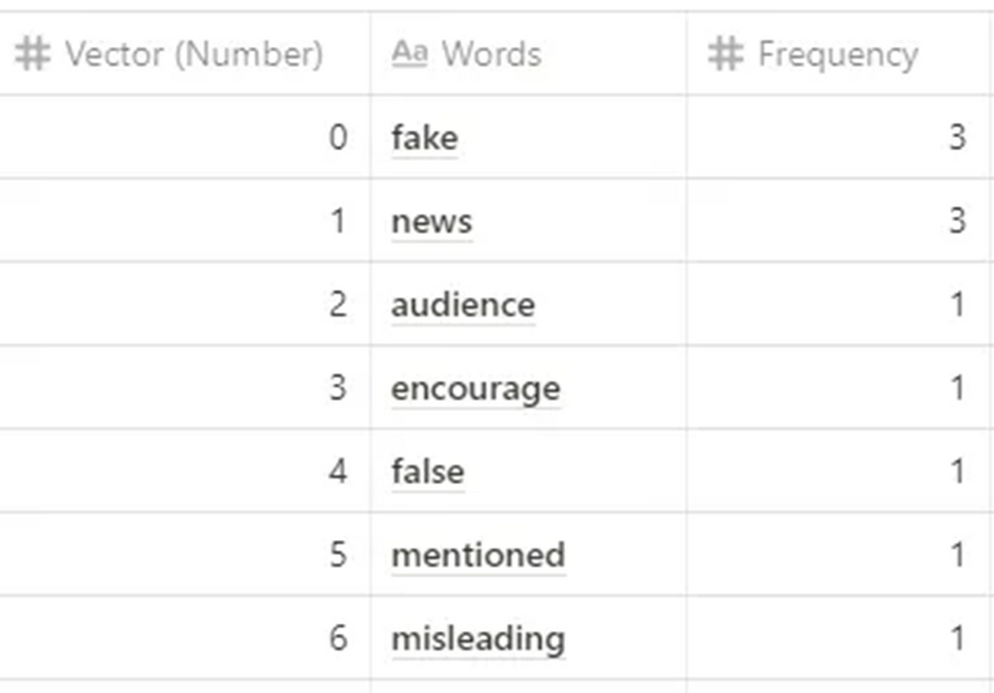 # Vector (Number) Aa Words # Frequency
0 fake 3
1 news 3
2 audience 1
3 encourage 1
4 false 1
5 mentioned 1
6 misleading 1